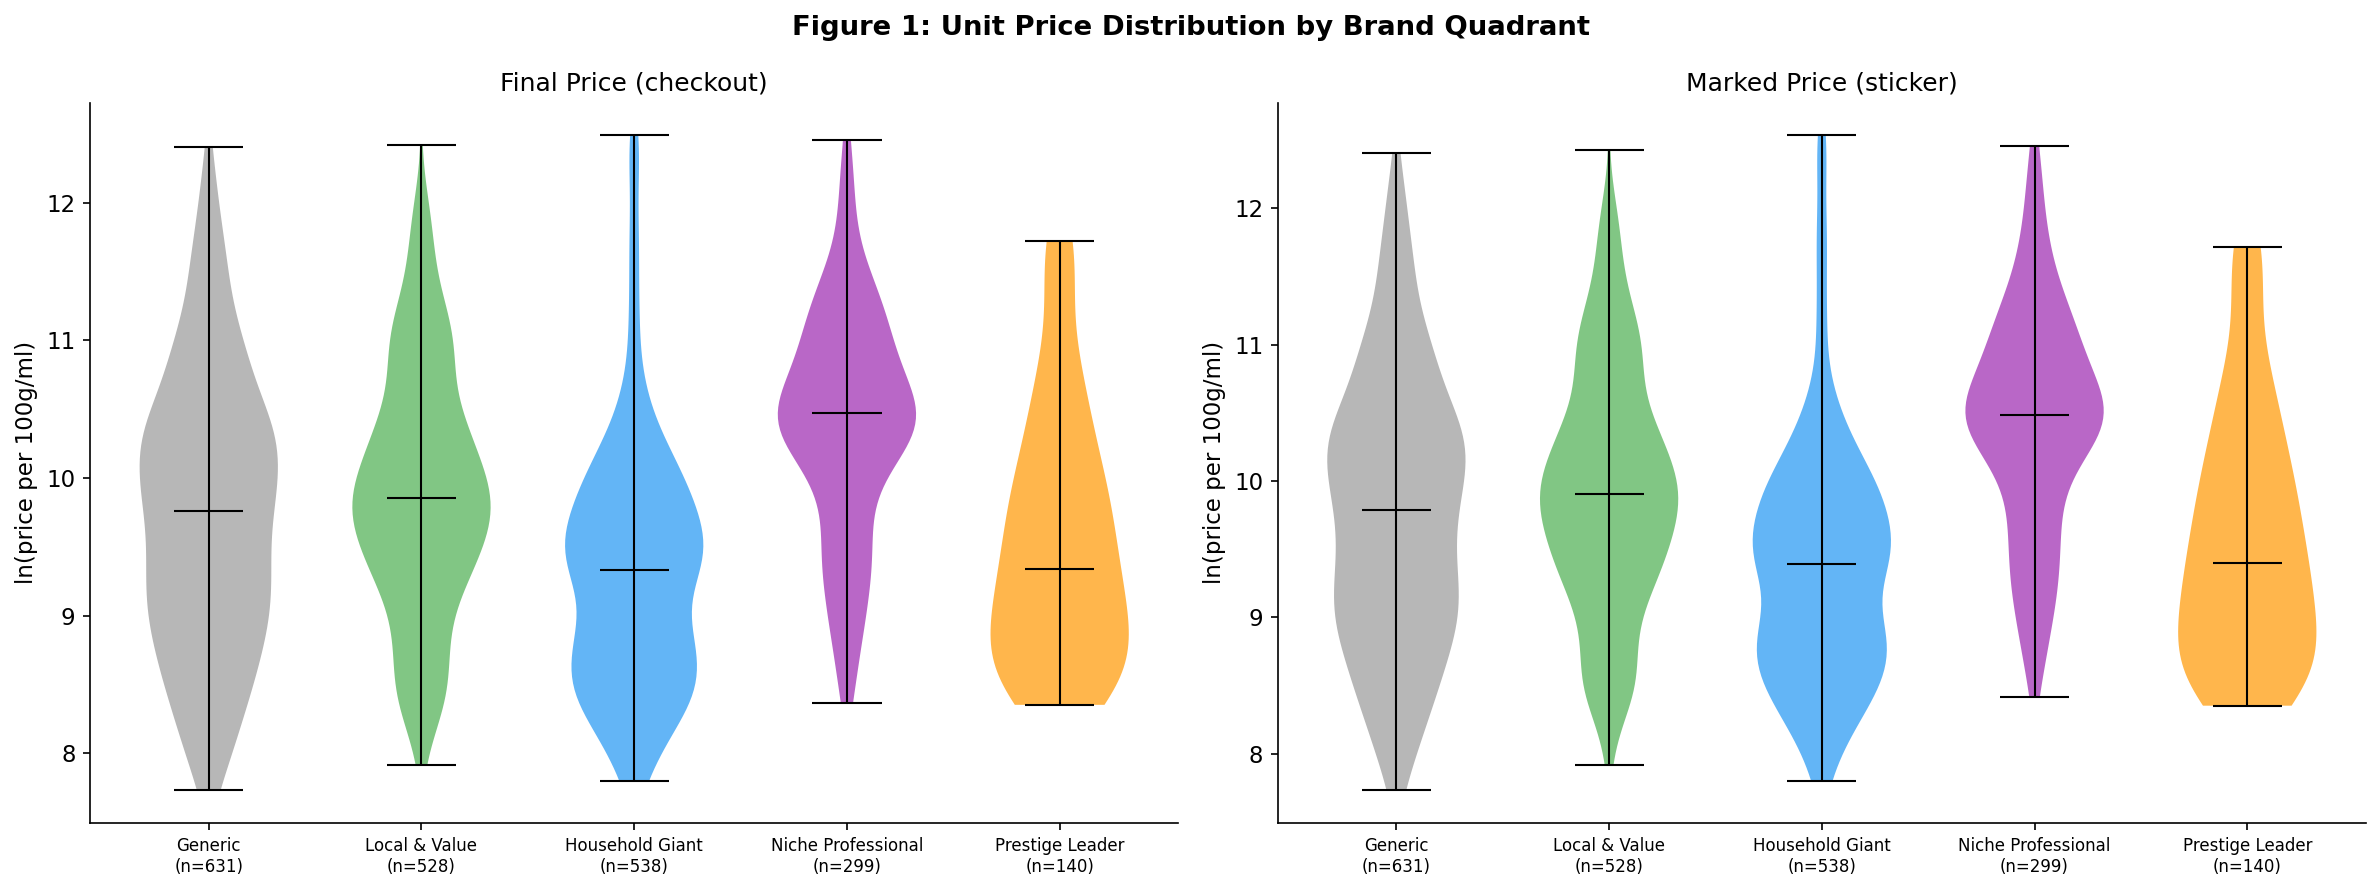 Figure 1: Unit Price Distribution by Brand Quadrant
Final Price (checkout)
ln(price per 100g/ml)
12
11
10
9
8
Generic
(n=631)
Local & Value
(n=528)
Household Giant
(n=538)
Niche Professional
(n=299)
Prestige Leader
(n=140)
Marked Price (sticker)
ln(price per 100g/ml)
12
11
10
9
8
Generic
(n=631)
Local & Value
(n=528)
Household Giant
(n=538)
Niche Professional
(n=299)
Prestige Leader
(n=140)